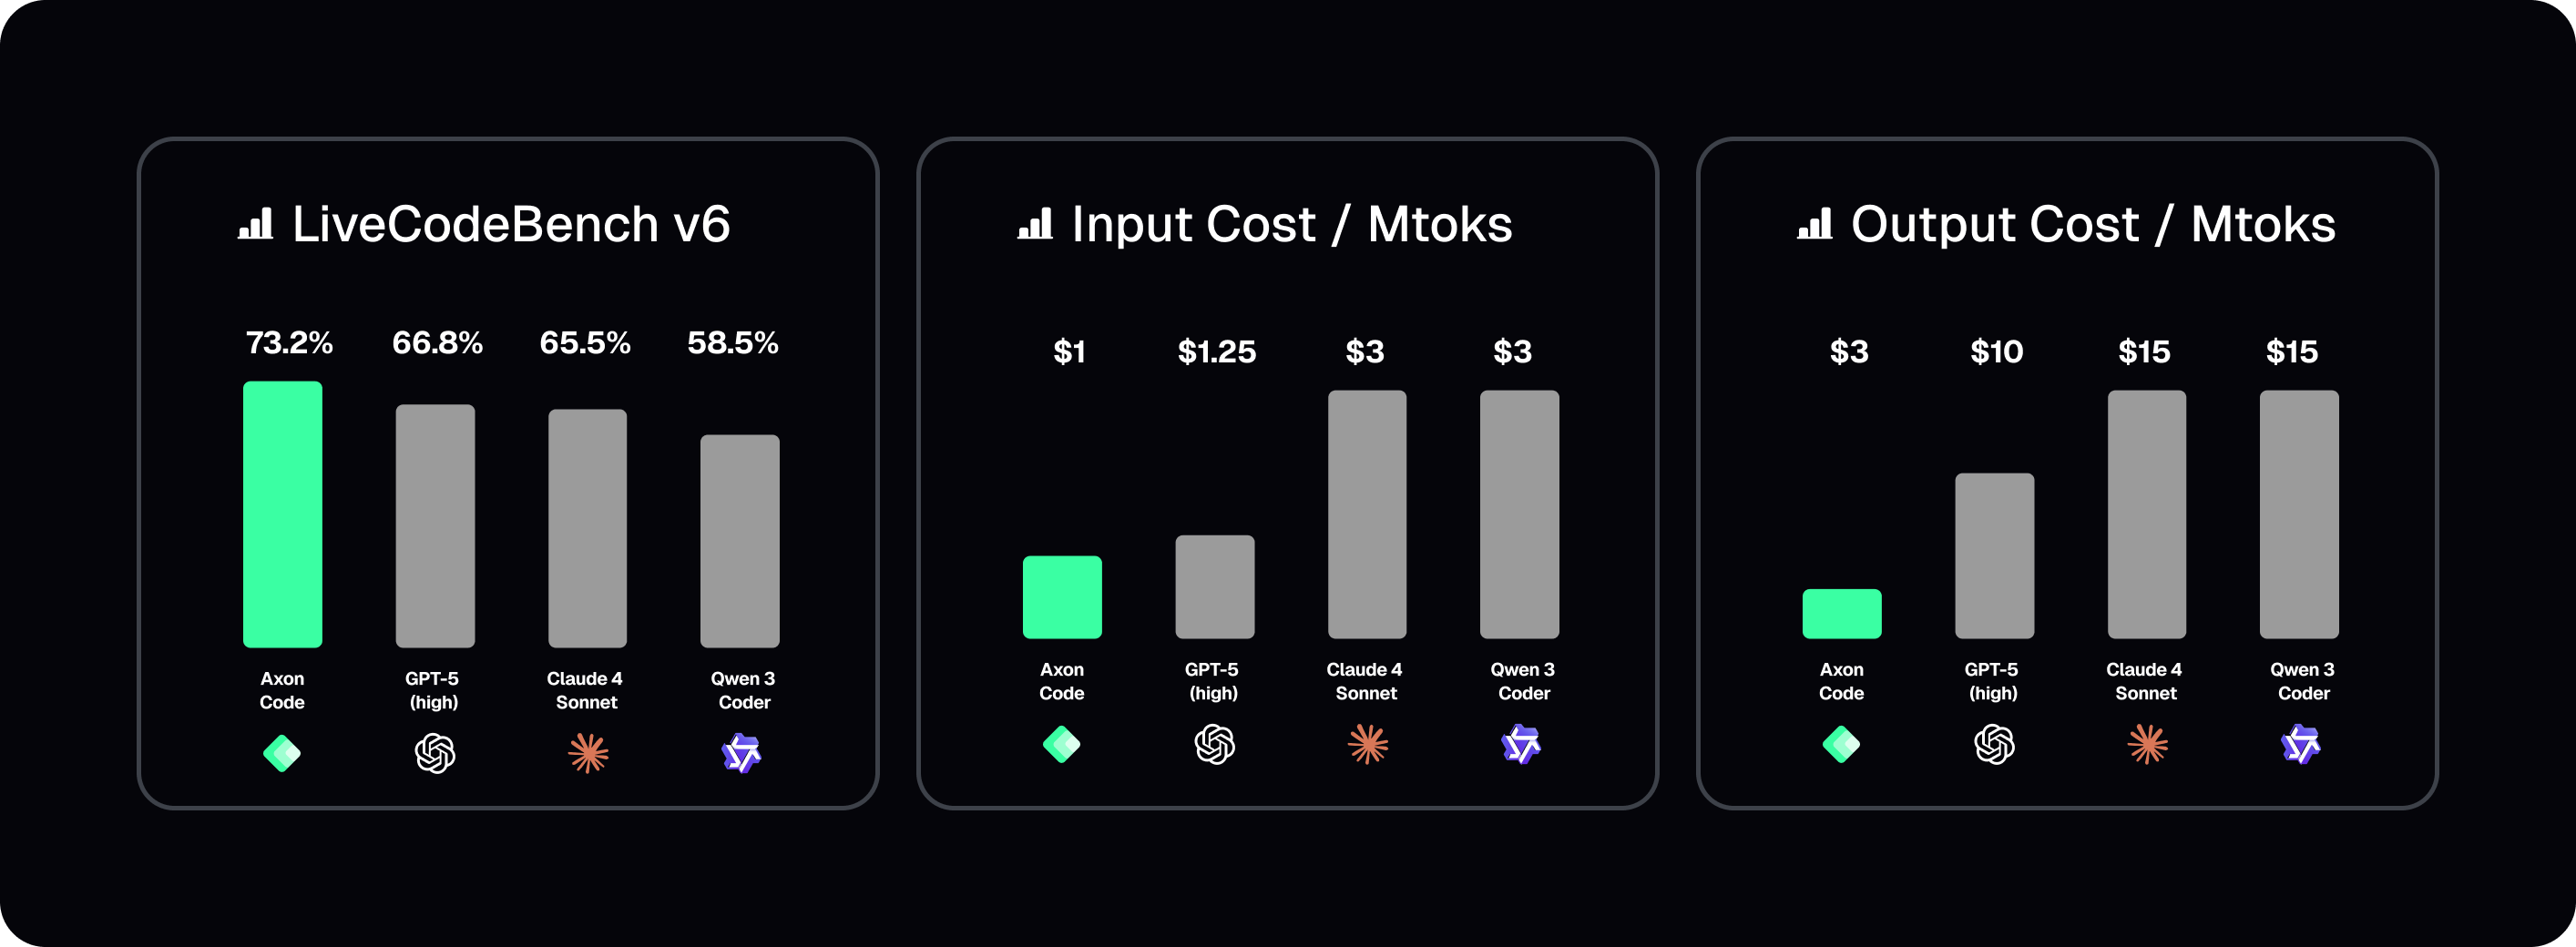 LiveCodeBench v6
73.2% 66.8% 65.5% 58.5%
Axon Code
GPT-5 (high)
Claude 4 Sonnet
Qwen 3 Coder
Input Cost / Mtoks
$1 $1.25 $3 $3
Axon Code
GPT-5 (high)
Claude 4 Sonnet
Qwen 3 Coder
Output Cost / Mtoks
$3 $10 $15 $15
Axon Code
GPT-5 (high)
Claude 4 Sonnet
Qwen 3 Coder